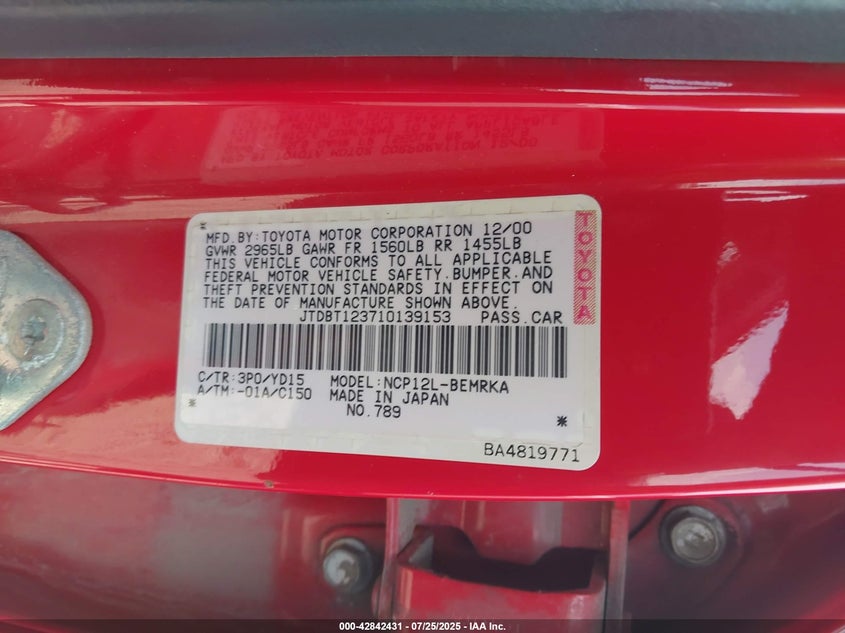 MFD.BY:TOYOTA MOTOR CORPORATION 12/00
GVWR 2965LB GAWR FR 1560LB RR 1455LB
THIS VEHICLE CONFORMS TO ALL APPLICABLE
FEDERAL MOTOR VEHICLE SAFETY.BUMPER.AND
THEFT PREVENTION STANDARDS IN EFFECT ON
THE DATE OF MANUFACTURE SHOWN ABOVE.
JTDBT123710139153 PASS.CAR
TOYOTA
C/TR:3P0/YD15 MODEL:NCP12L-BEMRKA
A/TM:-01A/C150 MADE IN JAPAN
NO.789
BA4819771
000-42842431 - 07/25/2025 - IAA Inc.